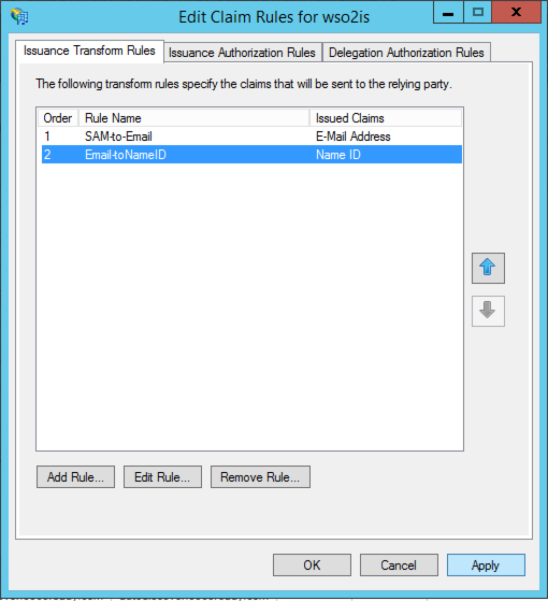 Edit Claim Rules for wso2is
Issuance Transform Rules Issuance Authorization Rules Delegation Authorization Rules
The following transform rules specify the claims that will be sent to the relying party.
Order Rule Name Issued Claims
1 SAM-to-Email E-Mail Address
2 Email-toNameID Name ID
Add Rule... Edit Rule... Remove Rule...
OK Cancel Apply